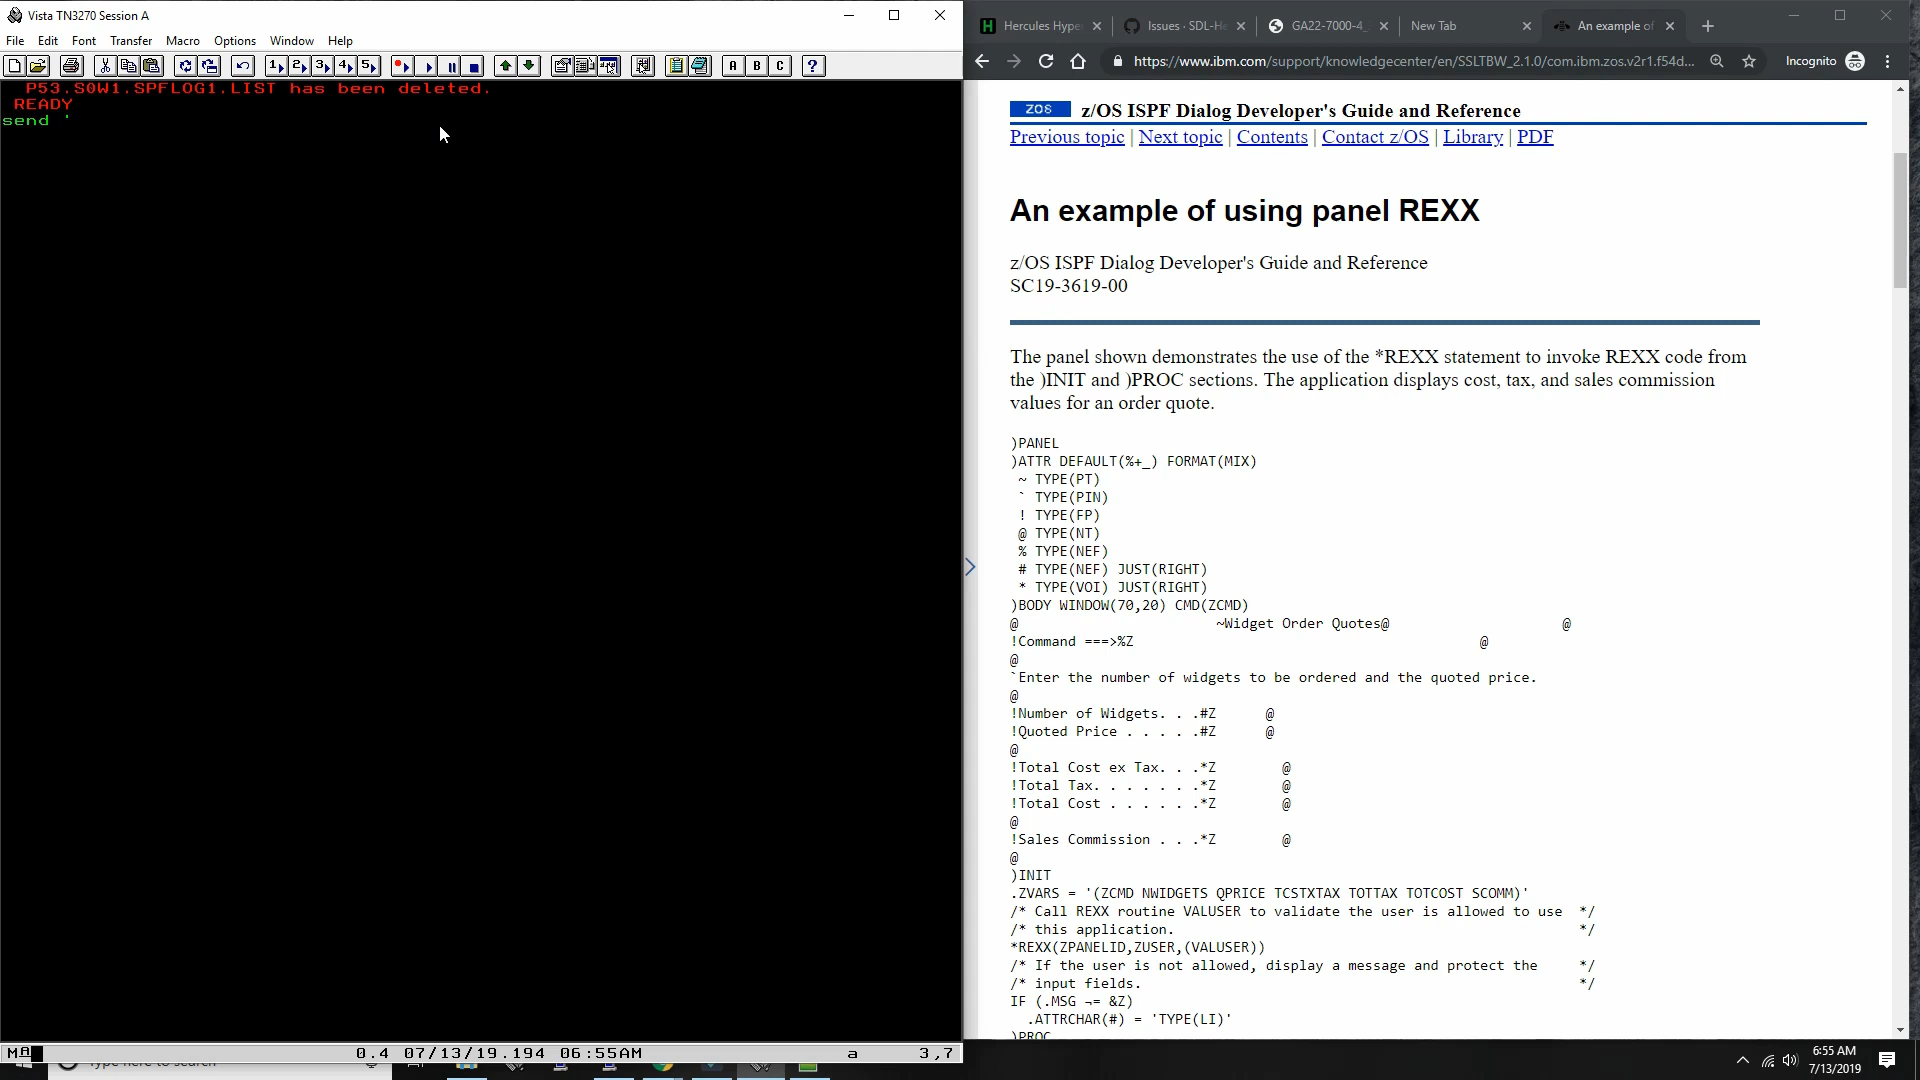 Vista TN3270 Session A
File Edit Font Transfer Macro Options Window Help
1 2 3 4 5 A B C ?
P53.S0W1.SPFLOG1.LIST has been deleted.
READY
send '
0.4 07/13/19.194 06:55AM a 3,7
Hercules Hype
Issues · SDL-He
GA22-7000-4_
New Tab
An example of
https://www.ibm.com/support/knowledgecenter/en/SSLTBW_2.1.0/com.ibm.zos.v2r1.f54d...
Incognito
z/OS z/OS ISPF Dialog Developer's Guide and Reference
Previous topic | Next topic | Contents | Contact z/OS | Library | PDF
An example of using panel REXX
z/OS ISPF Dialog Developer's Guide and Reference
SC19-3619-00
The panel shown demonstrates the use of the *REXX statement to invoke REXX code from
the )INIT and )PROC sections. The application displays cost, tax, and sales commission
values for an order quote.
)PANEL
)ATTR DEFAULT(%+_) FORMAT(MIX)
~ TYPE(PT)
` TYPE(PIN)
! TYPE(FP)
@ TYPE(NT)
% TYPE(NEF)
# TYPE(NEF) JUST(RIGHT)
* TYPE(VOI) JUST(RIGHT)
)BODY WINDOW(70,20) CMD(ZCMD)
@ ~Widget Order Quotes@ @
!Command ===>%Z @
@
`Enter the number of widgets to be ordered and the quoted price.
@
!Number of Widgets. . .#Z @
!Quoted Price . . . . .#Z @
@
!Total Cost ex Tax. . .*Z @
!Total Tax. . . . . . .*Z @
!Total Cost . . . . . .*Z @
@
!Sales Commission . . .*Z @
@
)INIT
.ZVARS = '(ZCMD NWIDGETS QPRICE TCSTXTAX TOTTAX TOTCOST SCOMM)'
/* Call REXX routine VALUSER to validate the user is allowed to use */
/* this application. */
*REXX(ZPANELID,ZUSER,(VALUSER))
/* If the user is not allowed, display a message and protect the */
/* input fields. */
IF (.MSG ¬= &Z)
.ATTRCHAR(#) = 'TYPE(LI)'
)PROC
6:55 AM
7/13/2019